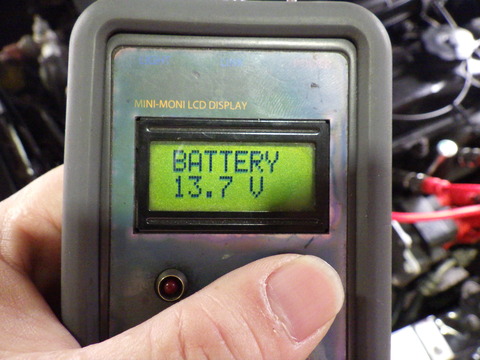 MINI-MONI LCD DISPLAY
BATTERY
13.7 V